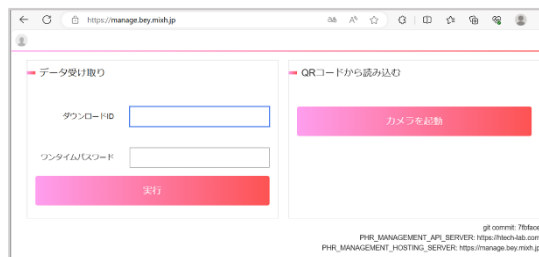 https://manage.bey.mixh.jp
データ受け取り
ダウンロードID
ワンタイムパスワード
実行
QRコードから読み込む
カメラを起動
git commit: 7fbface
PHR_MANAGEMENT_API_SERVER: https://htech-lab.com
PHR_MANAGEMENT_HOSTING_SERVER: https://manage.bey.mixh.jp